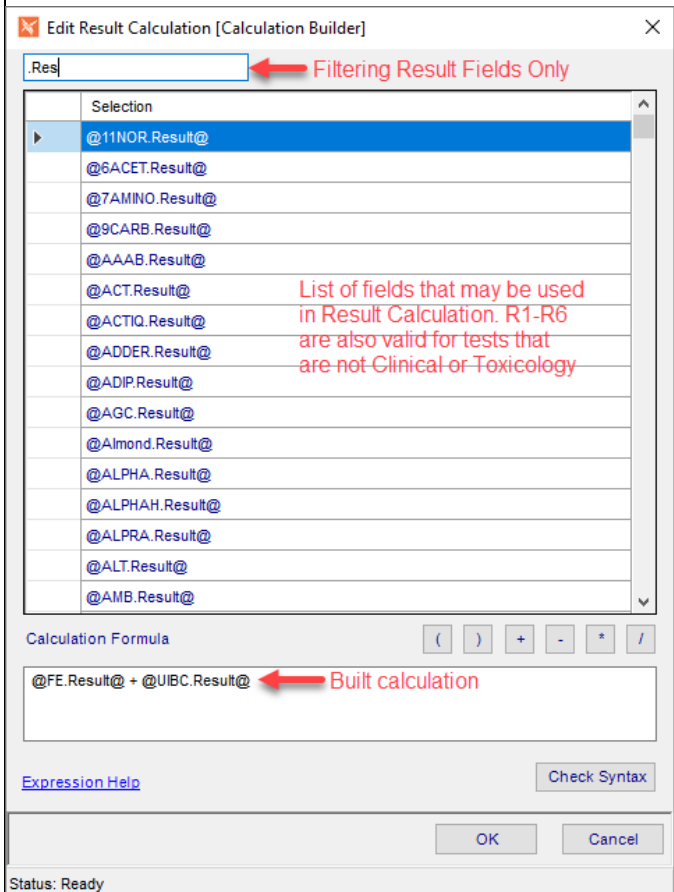 Edit Result Calculation [Calculation Builder]
.Res
Filtering Result Fields Only
Selection
@11NOR.Result@
@6ACET.Result@
@7AMINO.Result@
@9CARB.Result@
@AAAB.Result@
@ACT.Result@
@ACTIQ.Result@
@ADDER.Result@
@ADIP.Result@
@AGC.Result@
@Almond.Result@
@ALPHA.Result@
@ALPHAH.Result@
@ALPRA.Result@
@ALT.Result@
@AMB.Result@
List of fields that may be used
in Result Calculation. R1-R6
are also valid for tests that
are not Clinical or Toxicology
Calculation Formula
( ) + - * /
@FE.Result@ + @UIBC.Result@
Built calculation
Expression Help
Check Syntax
OK Cancel
Status: Ready